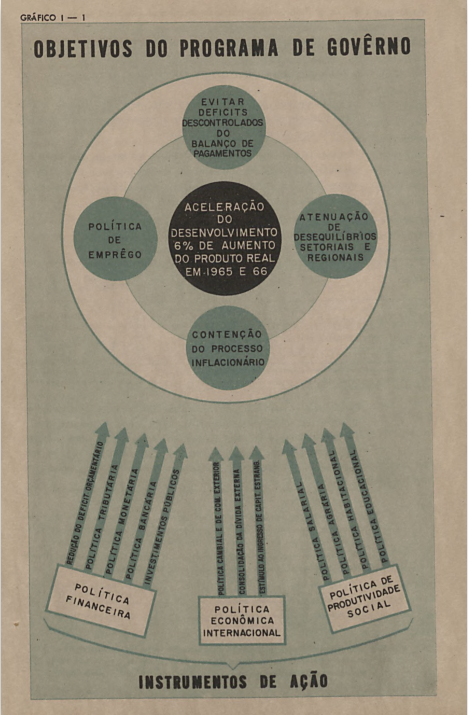 GRÁFICO I — 1
OBJETIVOS DO PROGRAMA DE GOVÊRNO
EVITAR
DEFICITS
DESCONTROLADOS
DO
BALANÇO DE
PAGAMENTOS
POLÍTICA
DE
EMPRÊGO
ACELERAÇÃO
DO
DESENVOLVIMENTO
6% DE AUMENTO
DO PRODUTO REAL
EM 1965 E 66
ATENUAÇÃO
DE
DESEQUILÍBRIOS
SETORIAIS E
REGIONAIS
CONTENÇÃO
DO PROCESSO
INFLACIONÁRIO
REDUÇÃO DO DEFICIT ORÇAMENTÁRIO
POLÍTICA TRIBUTÁRIA
POLÍTICA MONETÁRIA
POLÍTICA BANCÁRIA
INVESTIMENTOS PÚBLICOS
POLÍTICA CAMBIAL E DE COM. EXTERIOR
CONSOLIDAÇÃO DA DÍVIDA EXTERNA
ESTÍMULO AO INGRESSO DE CAPIT. ESTRANG.
POLÍTICA SALARIAL
POLÍTICA AGRÁRIA
POLÍTICA HABITACIONAL
POLÍTICA EDUCACIONAL
POLÍTICA
FINANCEIRA
POLÍTICA
ECONÔMICA
INTERNACIONAL
POLÍTICA DE
PRODUTIVIDADE
SOCIAL
INSTRUMENTOS DE AÇÃO